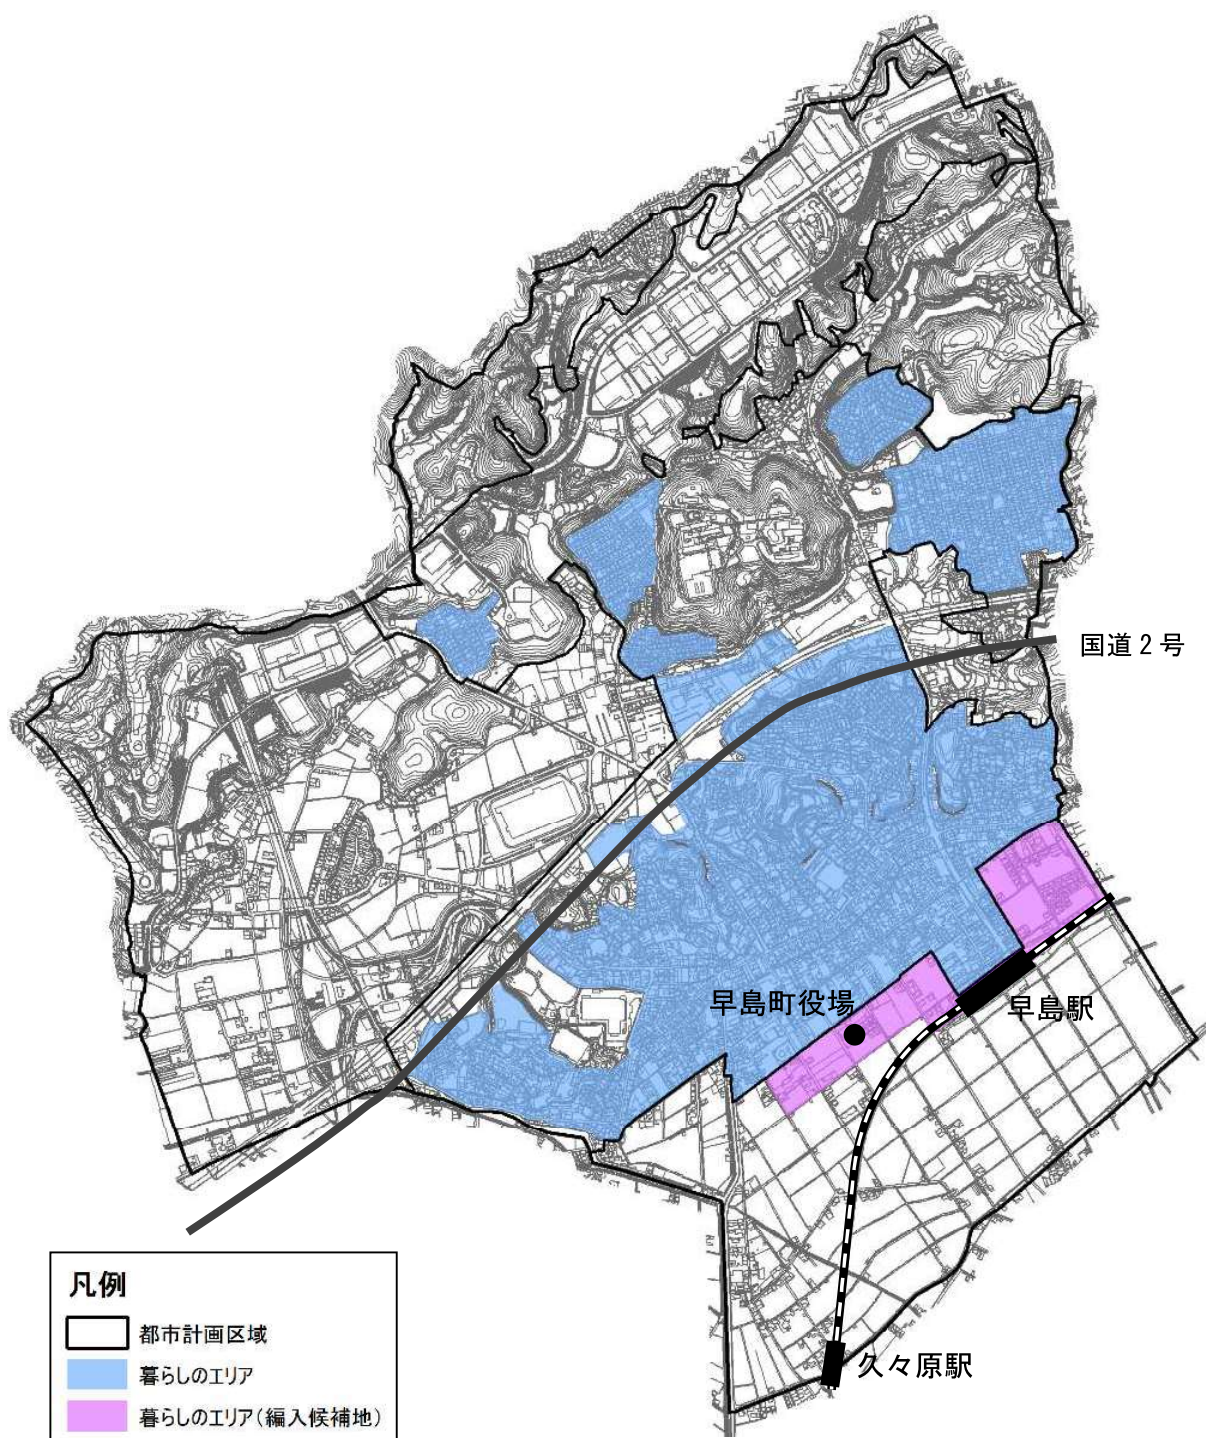 国道2号
早島町役場
早島駅
久々原駅
凡例
都市計画区域
暮らしのエリア
暮らしのエリア(編入候補地)